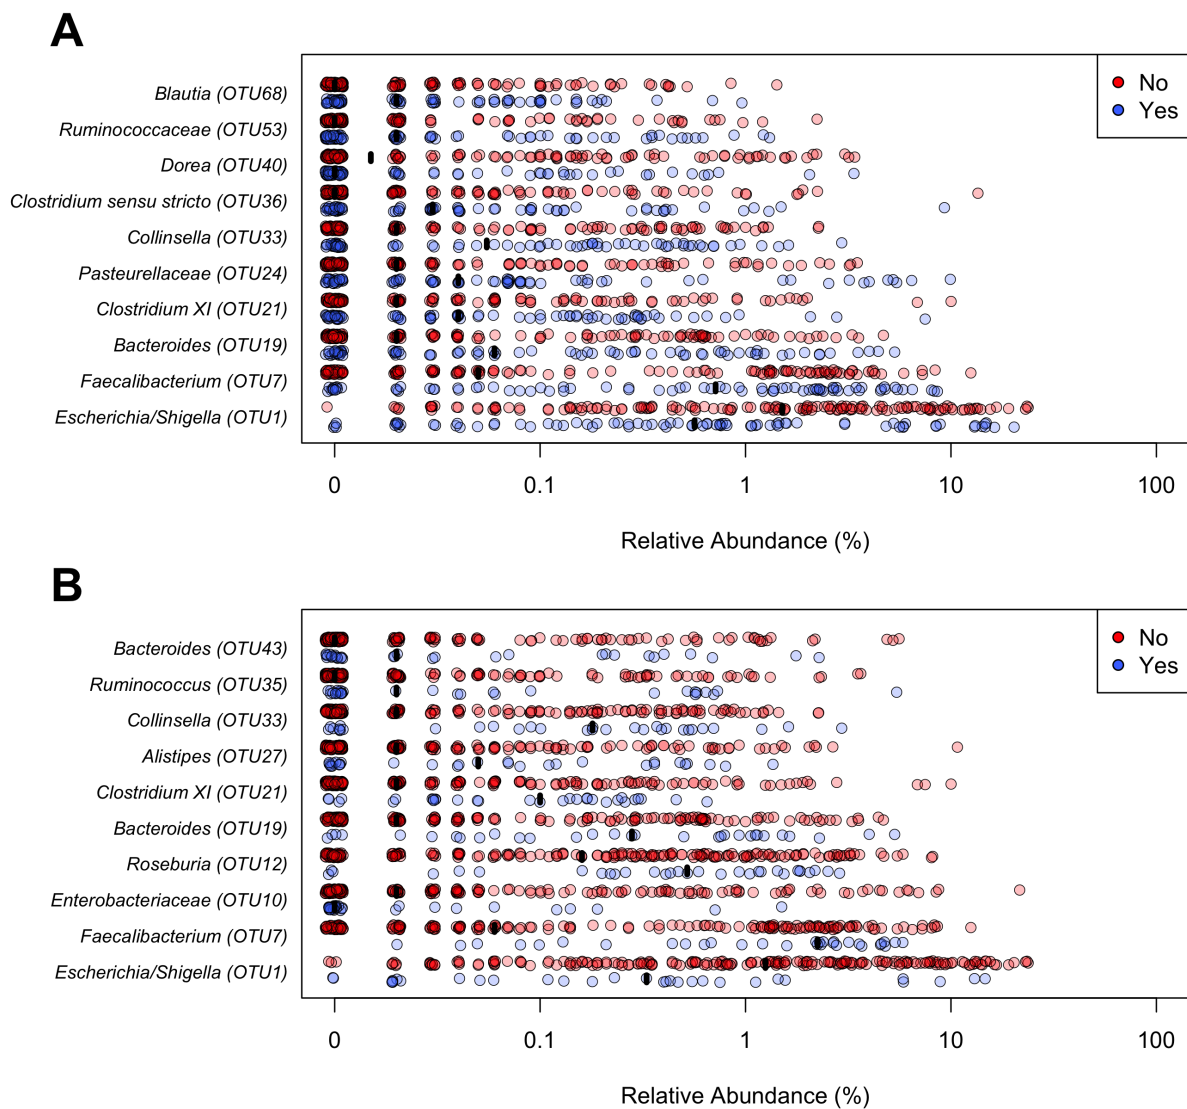 A
Blautia (OTU68)
Ruminococcaceae (OTU53)
Dorea (OTU40)
Clostridium sensu stricto (OTU36)
Collinsella (OTU33)
Pasteurellaceae (OTU24)
Clostridium XI (OTU21)
Bacteroides (OTU19)
Faecalibacterium (OTU7)
Escherichia/Shigella (OTU1)
No
Yes
0 0.1 1 10 100
Relative Abundance (%)
B
Bacteroides (OTU43)
Ruminococcus (OTU35)
Collinsella (OTU33)
Alistipes (OTU27)
Clostridium XI (OTU21)
Bacteroides (OTU19)
Roseburia (OTU12)
Enterobacteriaceae (OTU10)
Faecalibacterium (OTU7)
Escherichia/Shigella (OTU1)
No
Yes
0 0.1 1 10 100
Relative Abundance (%)